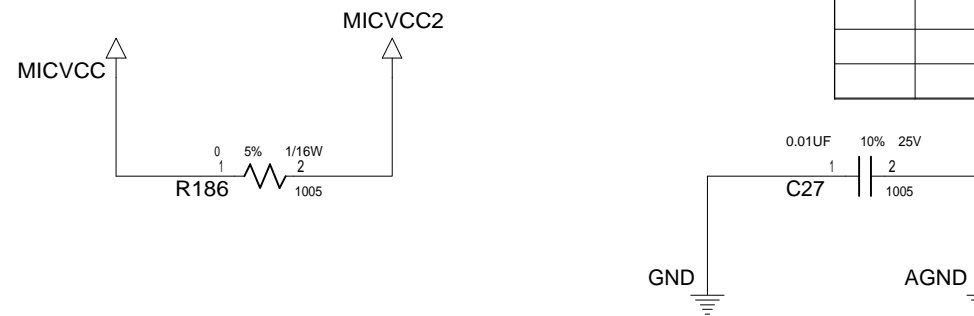 MICVCC2
MICVCC
0 5% 1/16W
1 2
R186 1005
0.01UF 10% 25V
1 2
C27 1005
GND AGND